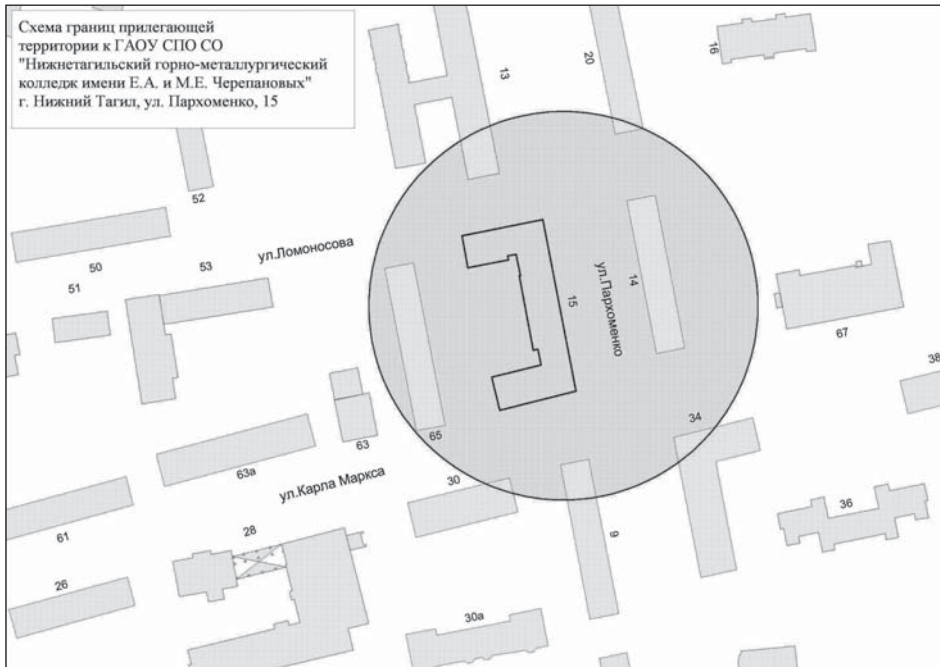 Схема границ прилегающей
территории к ГАОУ СПО СО
"Нижнетагильский горно-металлургический
колледж имени Е.А. и М.Е. Черепановых"
г. Нижний Тагил, ул. Пархоменко, 15
13
20
16
52
50
53
ул.Ломоносова
51
ул.Пархоменко
15
14
67
38
63
65
34
63а
ул.Карла Маркса
30
61
28
9
36
26
30а